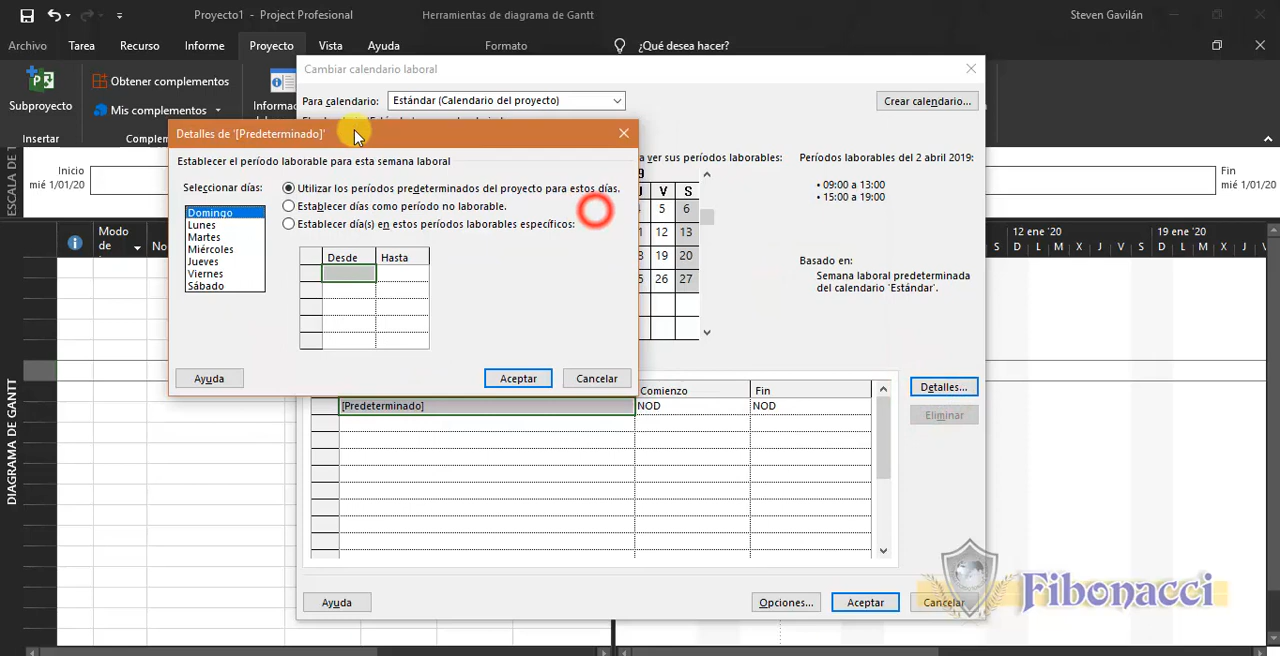 Proyecto1 - Project Profesional
Herramientas de diagrama de Gantt
Steven Gavilán
Archivo
Tarea
Recurso
Informe
Proyecto
Vista
Ayuda
Formato
¿Qué desea hacer?
Subproyecto
Insertar
Obtener complementos
Mis complementos
Cambiar calendario laboral
Para calendario:
Estándar (Calendario del proyecto)
Crear calendario...
Detalles de '[Predeterminado]'
Establecer el período laborable para esta semana laboral
Seleccionar días:
Domingo
Lunes
Martes
Miércoles
Jueves
Viernes
Sábado
Utilizar los períodos predeterminados del proyecto para estos días.
Establecer días como período no laborable.
Establecer día(s) en estos períodos laborables específicos:
Desde
Hasta
Ayuda
Aceptar
Cancelar
a ver sus períodos laborables:
V S
5 6
12 13
19 20
26 27
Períodos laborables del 2 abril 2019:
• 09:00 a 13:00
• 15:00 a 19:00
Basado en:
Semana laboral predeterminada
del calendario 'Estándar'.
Comienzo
Fin
[Predeterminado]
NOD
NOD
Detalles...
Eliminar
Ayuda
Opciones...
Aceptar
Cancelar
Inicio
mié 1/01/20
Fin
mié 1/01/20
ESCALA DE T
Modo
de
No
12 ene '20
19 ene '20
S D L M X J V S D L M X J V
DIAGRAMA DE GANTT
Fibonacci